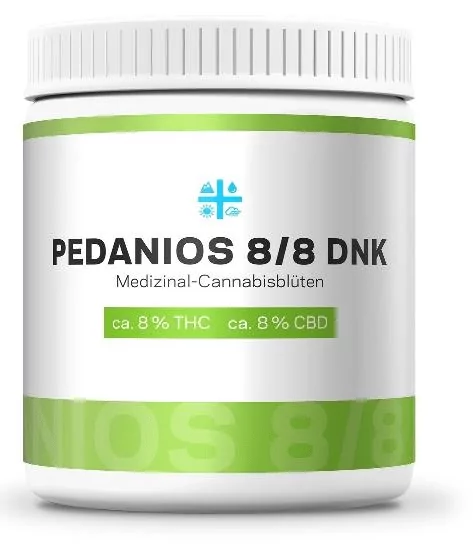 PEDANIOS 8/8 DNK
Medizinal-Cannabisblüten
ca. 8 % THC ca. 8 % CBD
NIOS 8/8